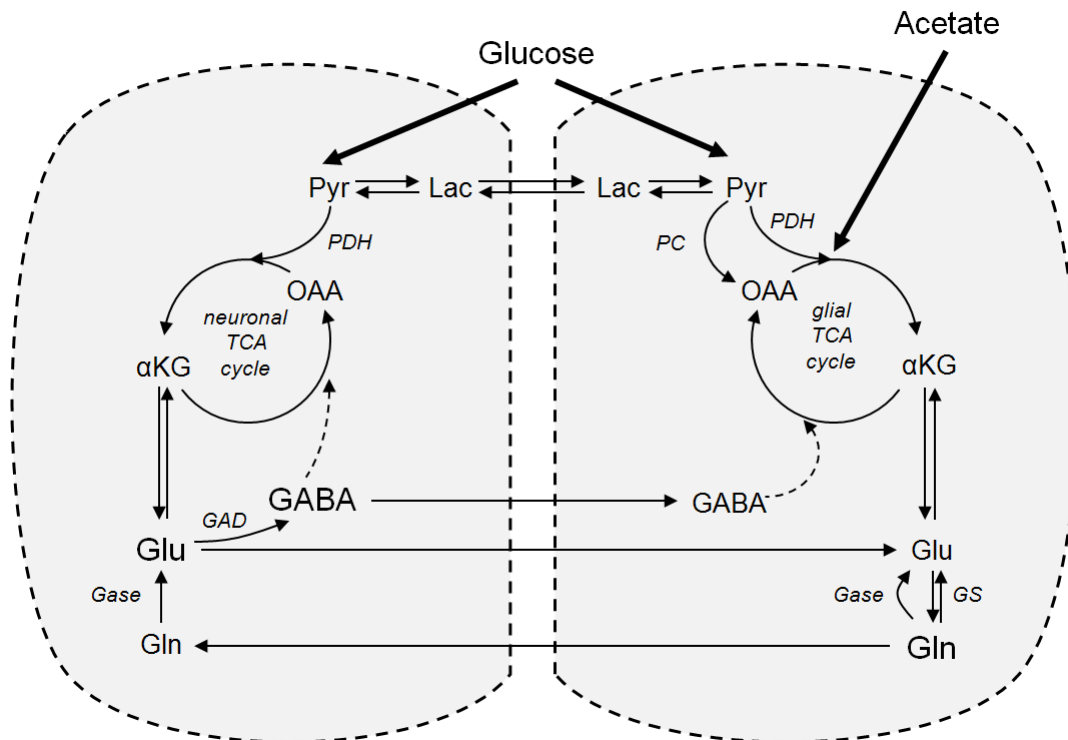 Acetate
Glucose
Pyr
Lac
Lac
Pyr
PDH
PC
PDH
OAA
OAA
neuronal
TCA
cycle
glial
TCA
cycle
αKG
αKG
GABA
GABA
GAD
Glu
Glu
Gase
Gase
GS
Gln
Gln